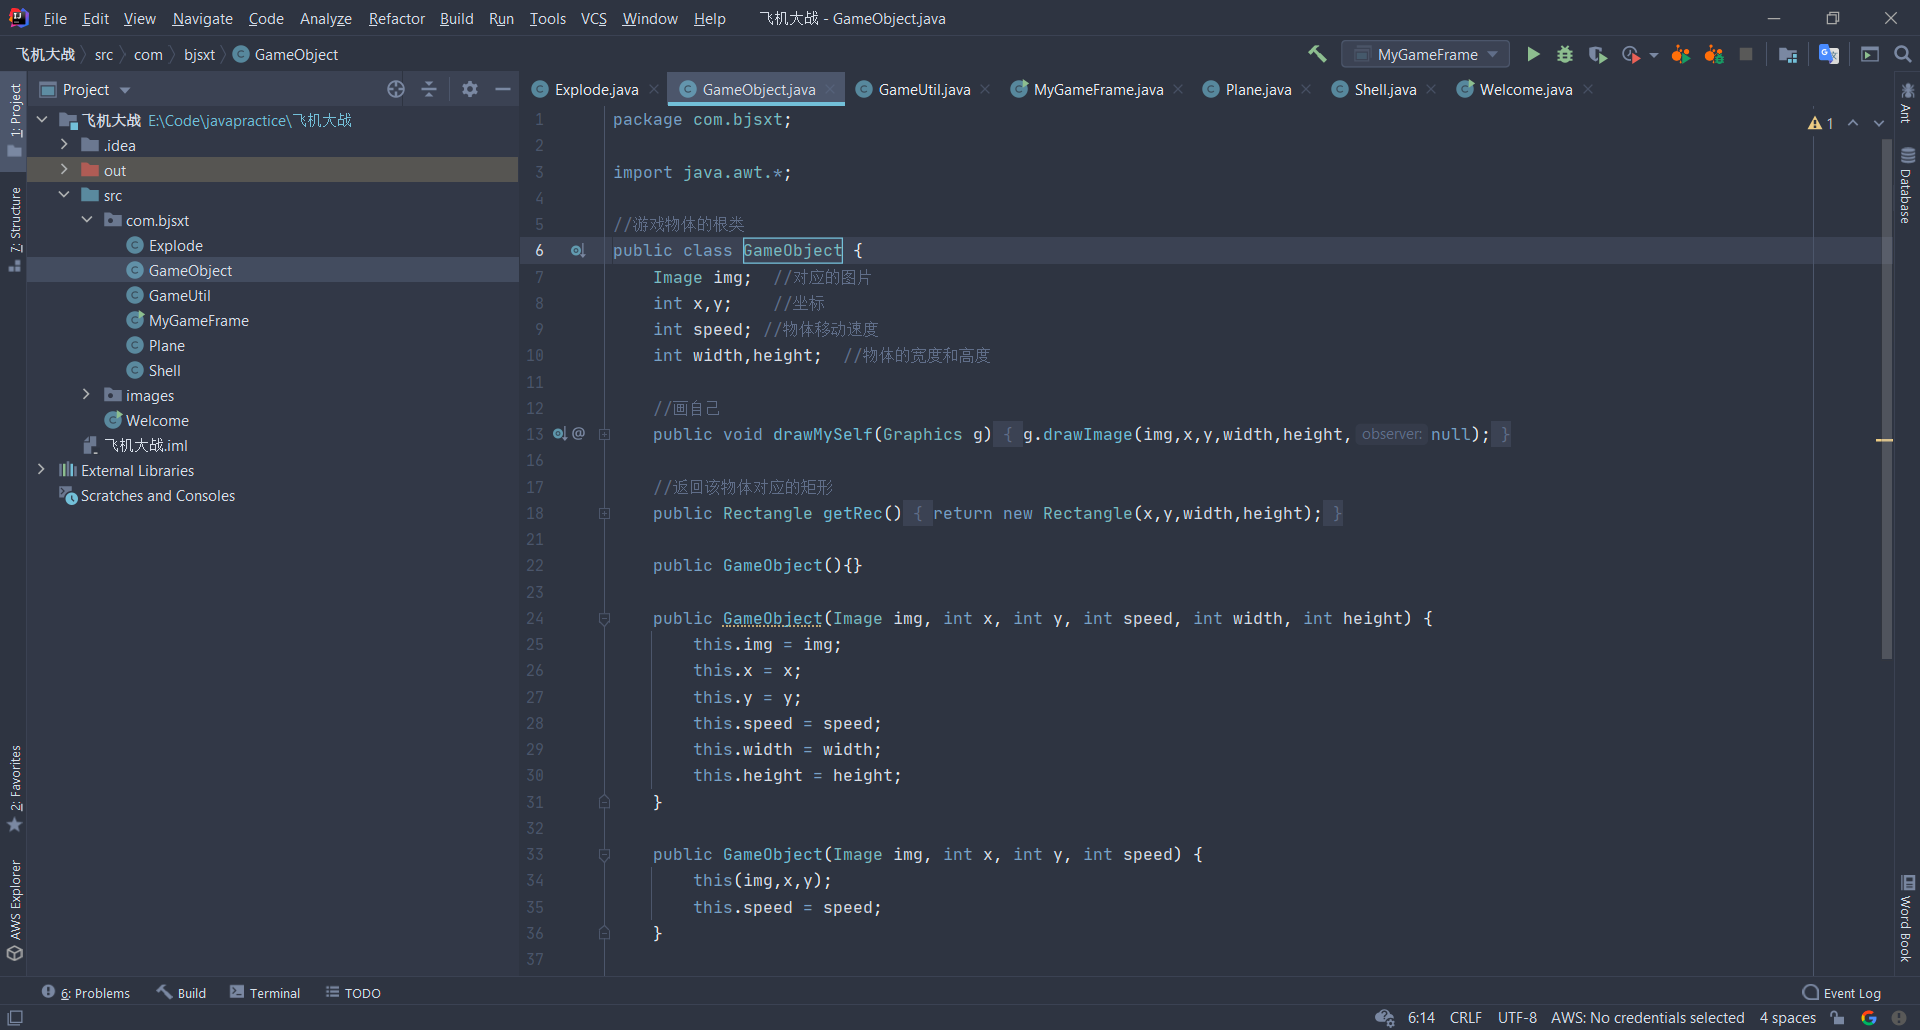 File Edit View Navigate Code Analyze Refactor Build Run Tools VCS Window Help 飞机大战 - GameObject.java
飞机大战 src com bjsxt GameObject
MyGameFrame
Project
Explode.java GameObject.java GameUtil.java MyGameFrame.java Plane.java Shell.java Welcome.java
飞机大战 E:\Code\javapractice\飞机大战
.idea
out
src
com.bjsxt
Explode
GameObject
GameUtil
MyGameFrame
Plane
Shell
images
Welcome
飞机大战.iml
External Libraries
Scratches and Consoles
1: Project
7: Structure
2: Favorites
AWS Explorer
1 package com.bjsxt;
2
3 import java.awt.*;
4
5 //游戏物体的根类
6 public class GameObject {
7 Image img; //对应的图片
8 int x,y; //坐标
9 int speed; //物体移动速度
10 int width,height; //物体的宽度和高度
11
12 //画自己
13 @ public void drawMySelf(Graphics g) { g.drawImage(img,x,y,width,height, observer: null); }
16
17 //返回该物体对应的矩形
18 public Rectangle getRec() { return new Rectangle(x,y,width,height); }
21
22 public GameObject(){}
23
24 public GameObject(Image img, int x, int y, int speed, int width, int height) {
25 this.img = img;
26 this.x = x;
27 this.y = y;
28 this.speed = speed;
29 this.width = width;
30 this.height = height;
31 }
32
33 public GameObject(Image img, int x, int y, int speed) {
34 this(img,x,y);
35 this.speed = speed;
36 }
37
1
Ant
Database
Word Book
6: Problems Build Terminal TODO Event Log
6:14 CRLF UTF-8 AWS: No credentials selected 4 spaces